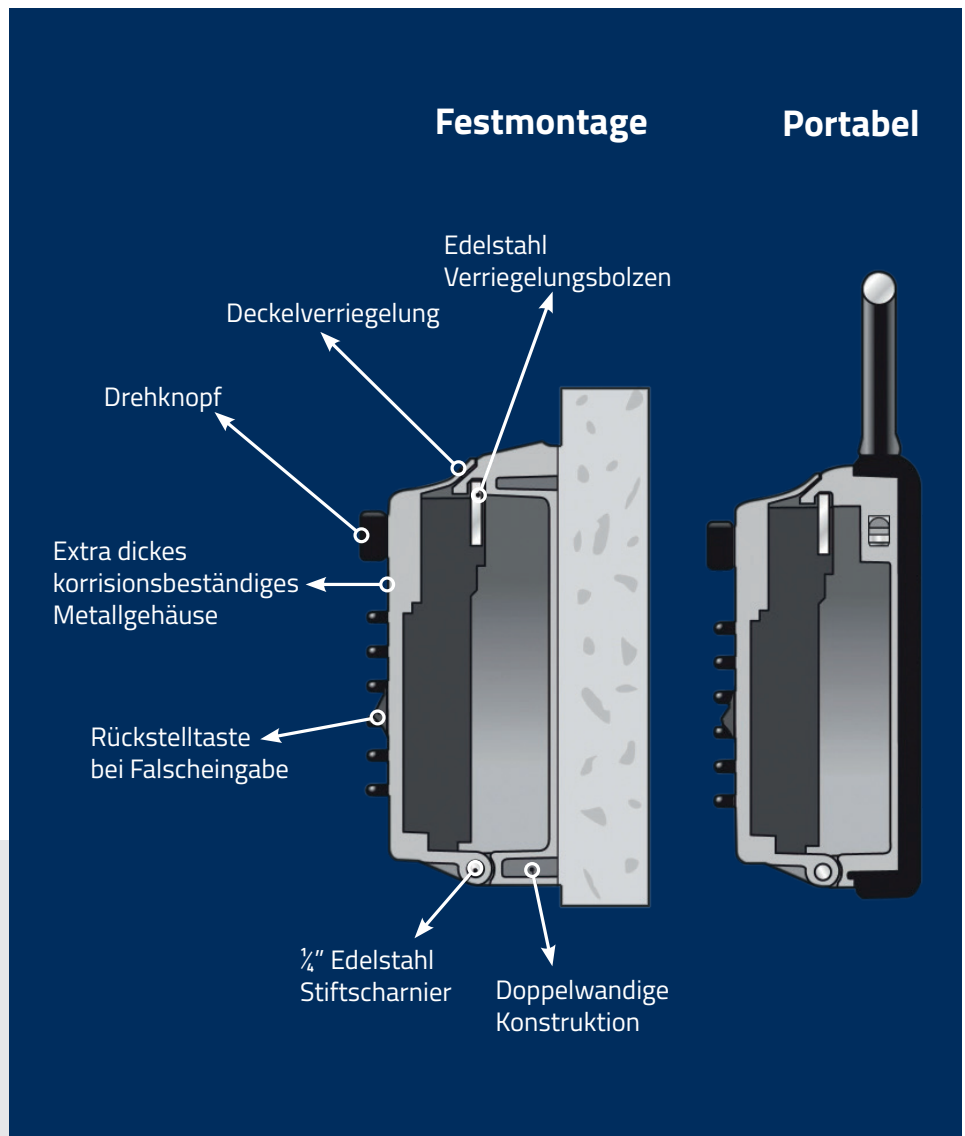 Festmontage
Portabel
Edelstahl
Verriegelungsbolzen
Deckelverriegelung
Drehknopf
Extra dickes
korrisionsbeständiges
Metallgehäuse
Rückstelltaste
bei Falscheingabe
¼” Edelstahl
Stiftscharnier
Doppelwandige
Konstruktion